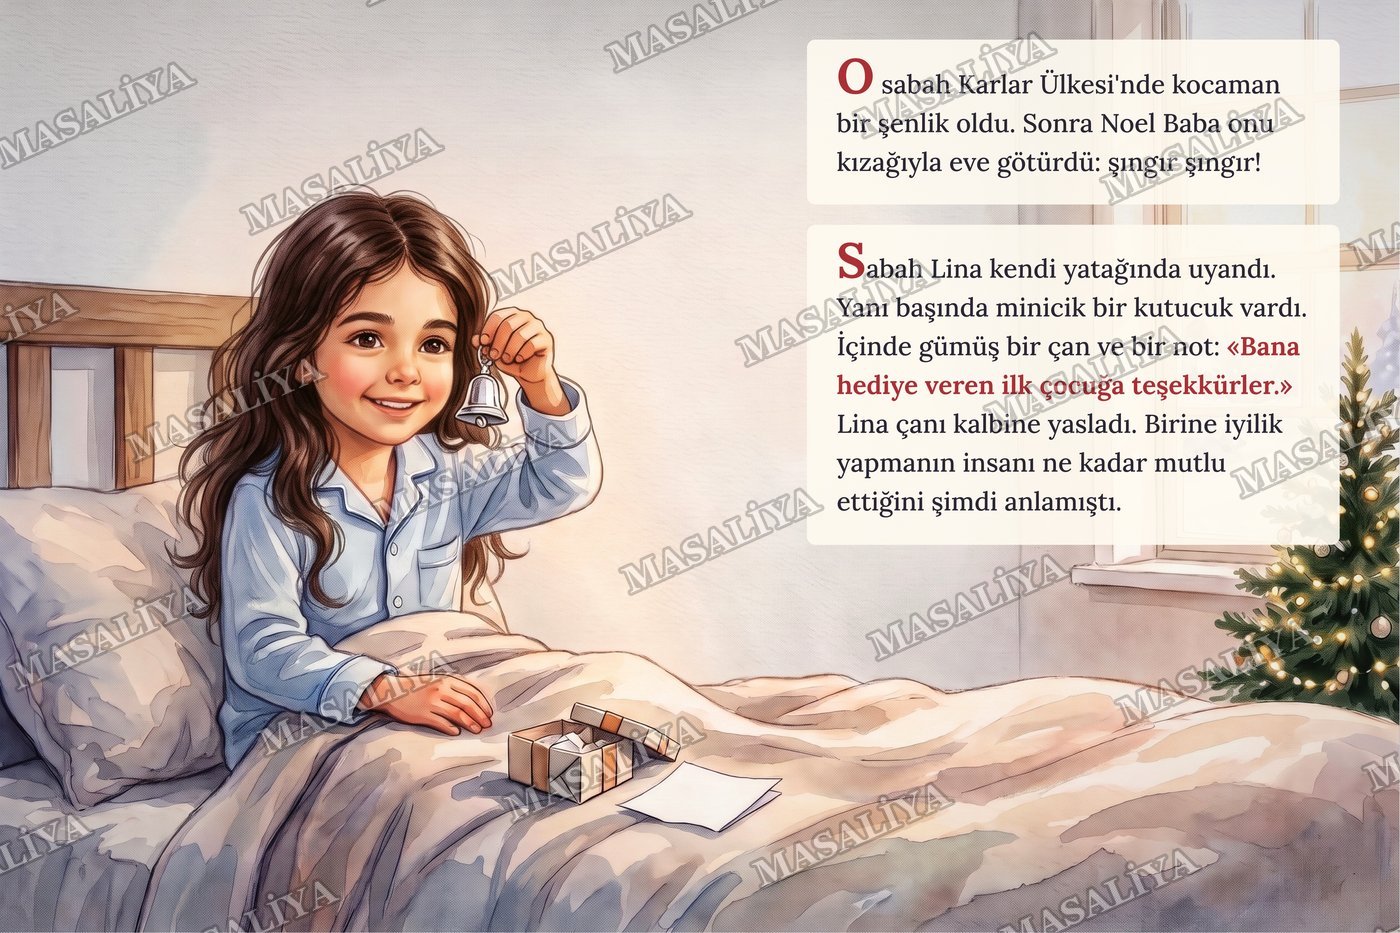 O sabah Karlar Ülkesi'nde kocaman
bir şenlik oldu. Sonra Noel Baba onu
kızağıyla eve götürdü: şıngır şıngır!
Sabah Lina kendi yatağında uyandı.
Yanı başında minicik bir kutucuk vardı.
İçinde gümüş bir çan ve bir not: «Bana
hediye veren ilk çocuğa teşekkürler.»
Lina çanı kalbine yasladı. Birine iyilik
yapmanın insanı ne kadar mutlu
ettiğini şimdi anlamıştı.
MASALİYA